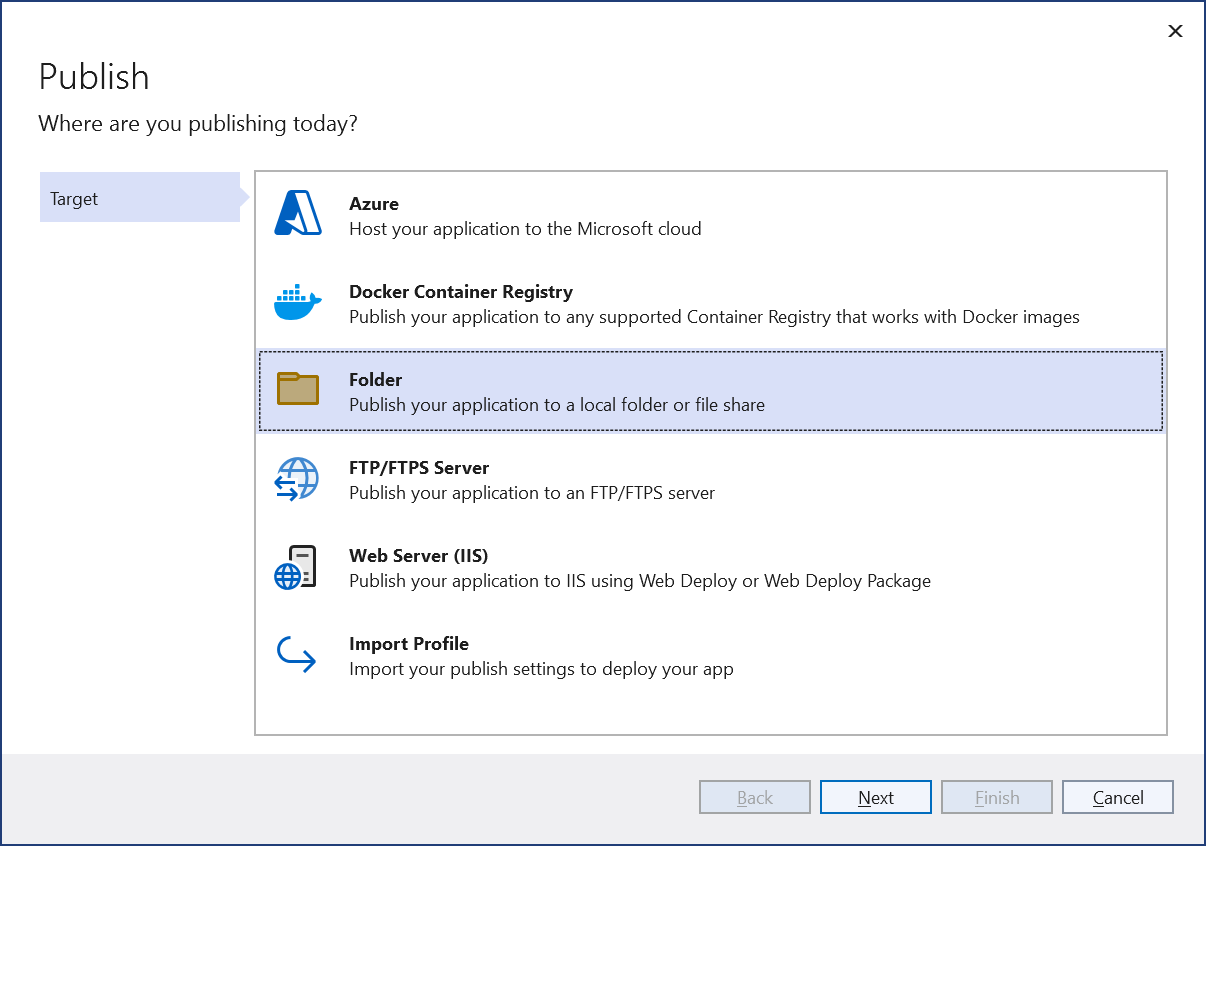 Publish
Where are you publishing today?
Target
Azure
Host your application to the Microsoft cloud
Docker Container Registry
Publish your application to any supported Container Registry that works with Docker images
Folder
Publish your application to a local folder or file share
FTP/FTPS Server
Publish your application to an FTP/FTPS server
Web Server (IIS)
Publish your application to IIS using Web Deploy or Web Deploy Package
Import Profile
Import your publish settings to deploy your app
Back
Next
Finish
Cancel